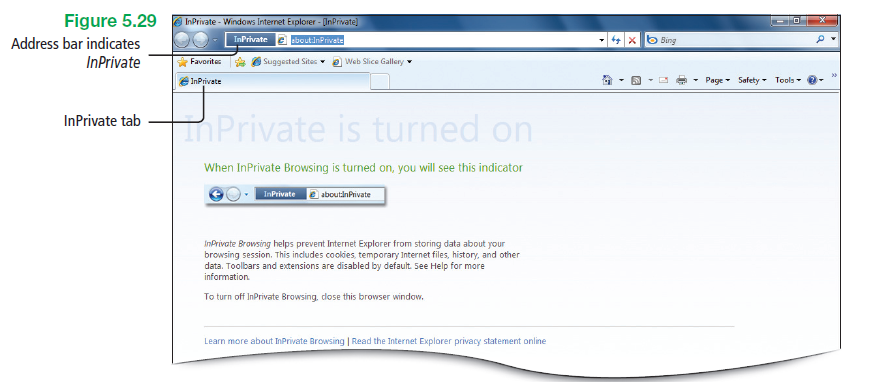 Figure 5.29
Address bar indicates
InPrivate
InPrivate tab
InPrivate - Windows Internet Explorer - [InPrivate]
InPrivate about:InPrivate Bing
Favorites Suggested Sites Web Slice Gallery
InPrivate Page Safety Tools
InPrivate is turned on
When InPrivate Browsing is turned on, you will see this indicator
InPrivate about:InPrivate
InPrivate Browsing helps prevent Internet Explorer from storing data about your
browsing session. This includes cookies, temporary Internet files, history, and other
data. Toolbars and extensions are disabled by default. See Help for more
information.
To turn off InPrivate Browsing, close this browser window.
Learn more about InPrivate Browsing | Read the Internet Explorer privacy statement online